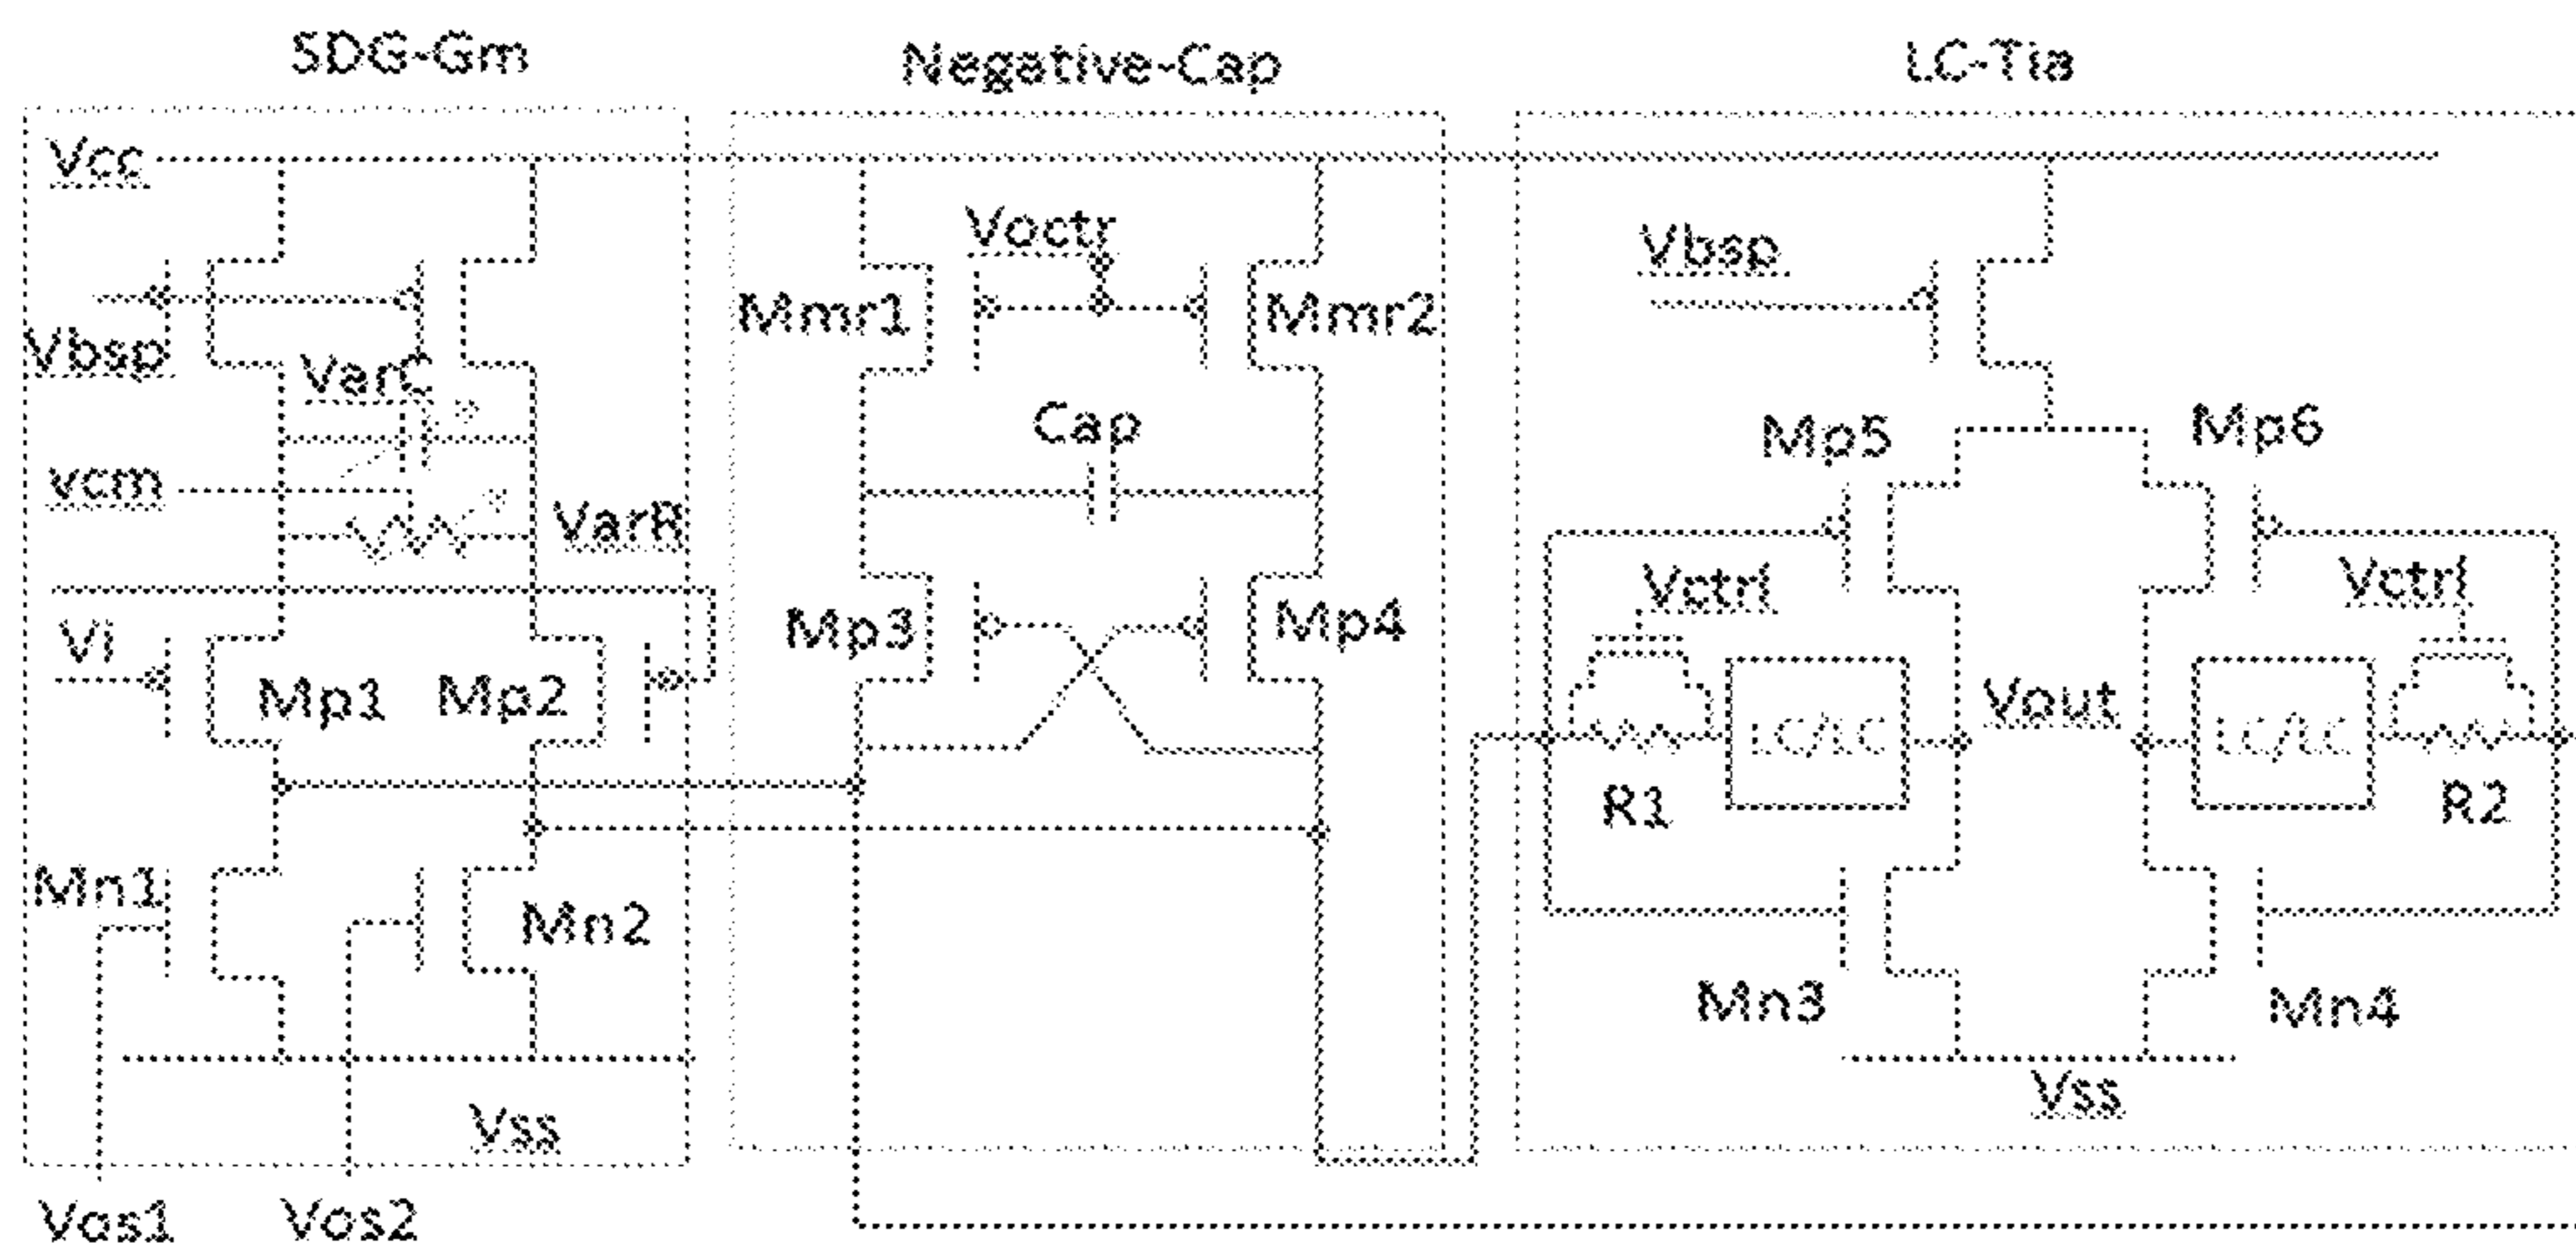 SDG-Gm
Negative-Cap
LC-Tia
Vcc
Vbsp
VarC
vcm
VarR
Vi
Mp1
Mp2
Mn1
Mn2
Vss
Vos1
Vos2
Voctr
Mmr1
Mmr2
Cap
Mp3
Mp4
Vbsp
Mp5
Mp6
Vctrl
Vctrl
LC/LC
Vout
LC/LC
R1
R2
Mn3
Mn4
Vss